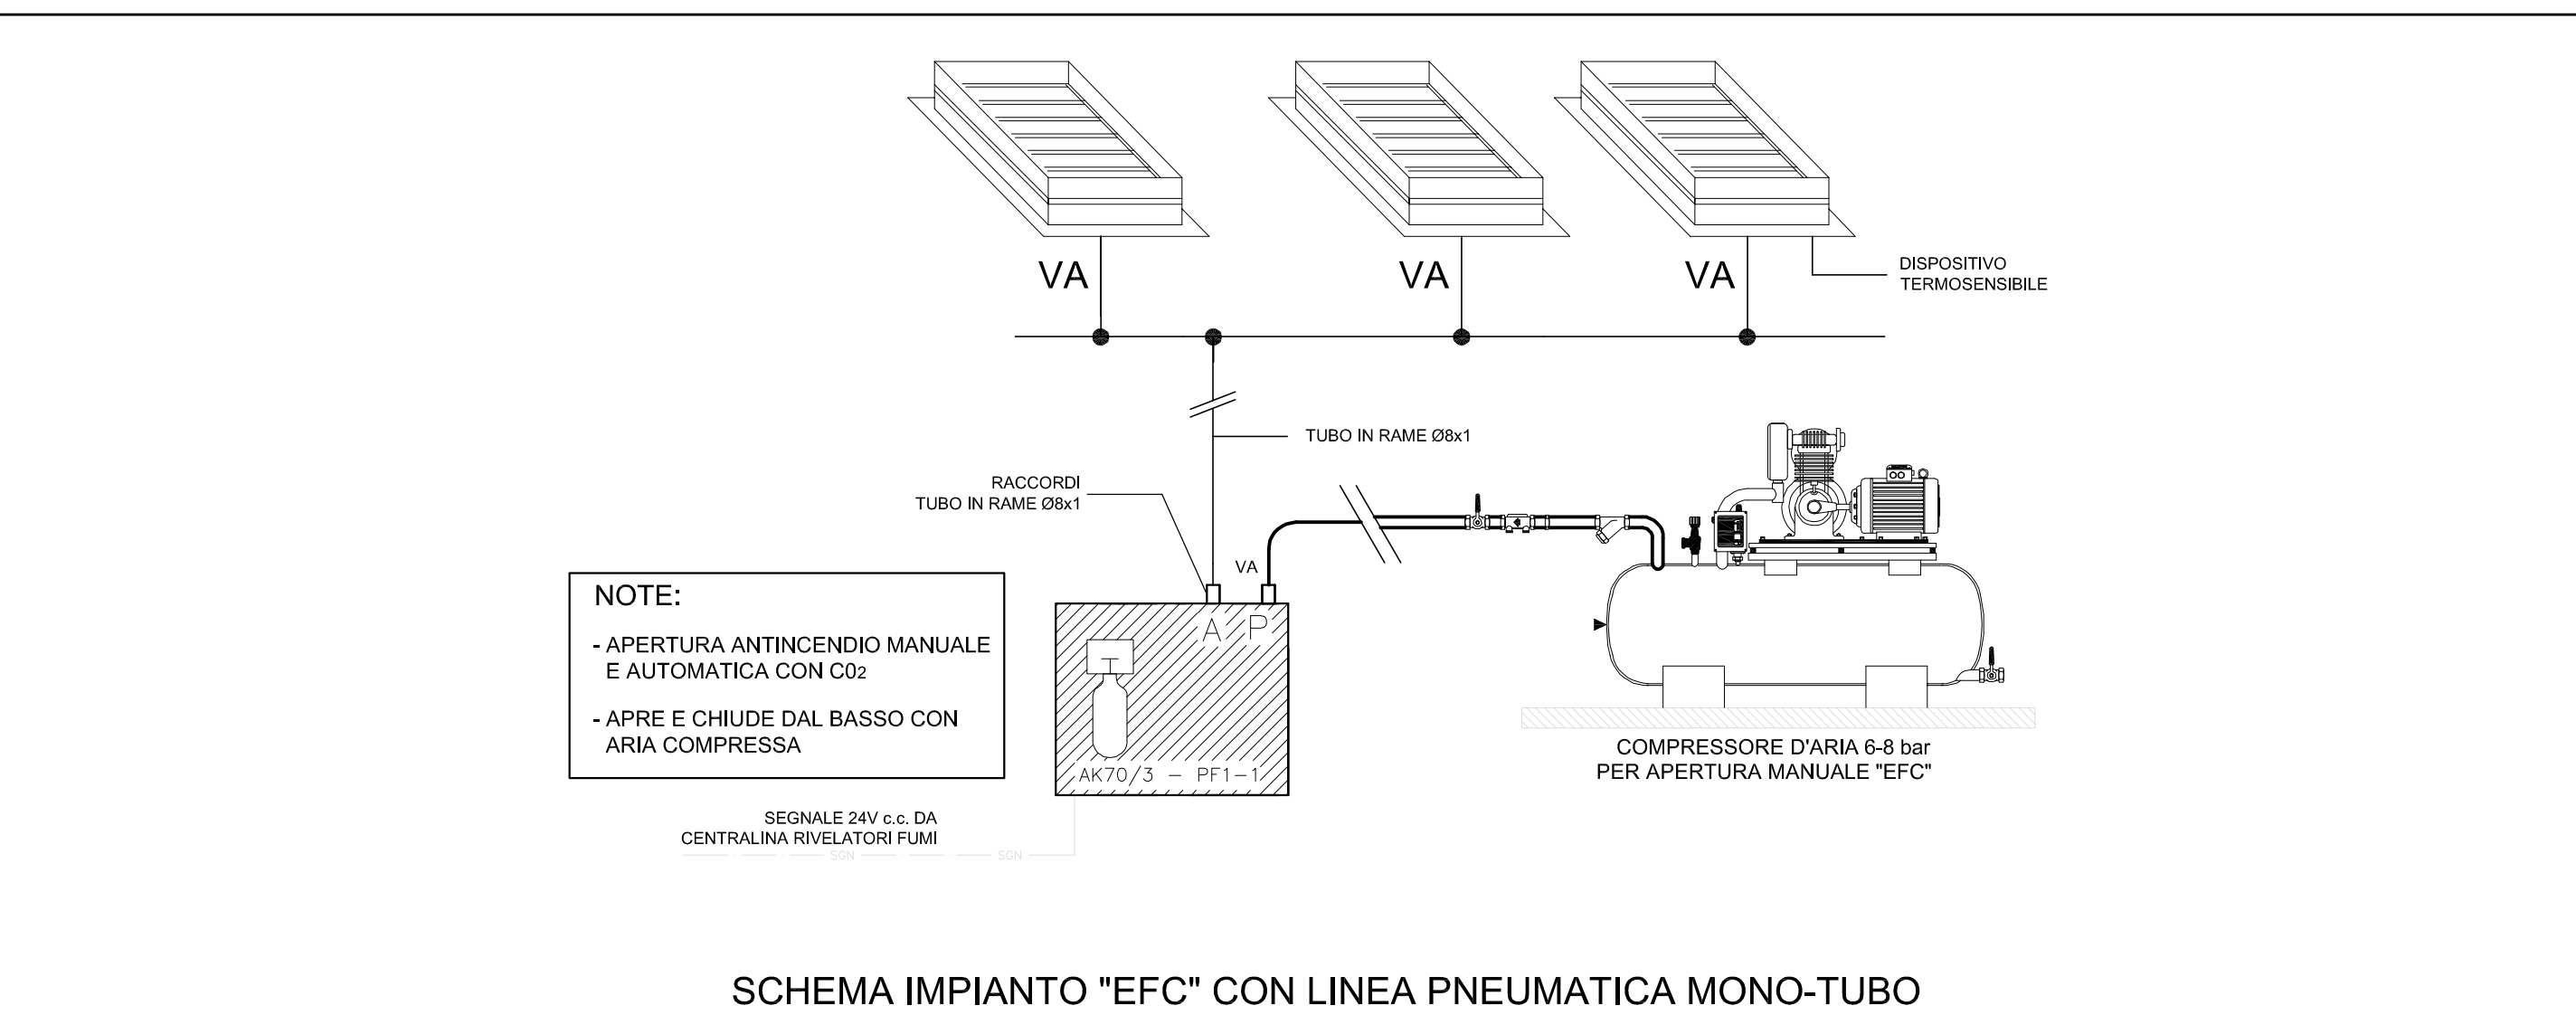 VA
VA
VA
DISPOSITIVO
TERMOSENSIBILE
TUBO IN RAME Ø8x1
RACCORDI
TUBO IN RAME Ø8x1
VA
NOTE:
- APERTURA ANTINCENDIO MANUALE
E AUTOMATICA CON C02
- APRE E CHIUDE DAL BASSO CON
ARIA COMPRESSA
A P
AK70/3 - PF1-1
COMPRESSORE D'ARIA 6-8 bar
PER APERTURA MANUALE "EFC"
SEGNALE 24V c.c. DA
CENTRALINA RIVELATORI FUMI
SGN SGN
SCHEMA IMPIANTO "EFC" CON LINEA PNEUMATICA MONO-TUBO